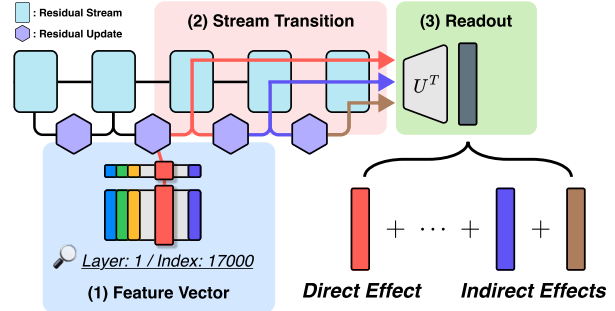 : Residual Stream
: Residual Update
(2) Stream Transition
(3) Readout
U^T
Layer: 1 / Index: 17000
(1) Feature Vector
+ ··· + +
Direct Effect
Indirect Effects